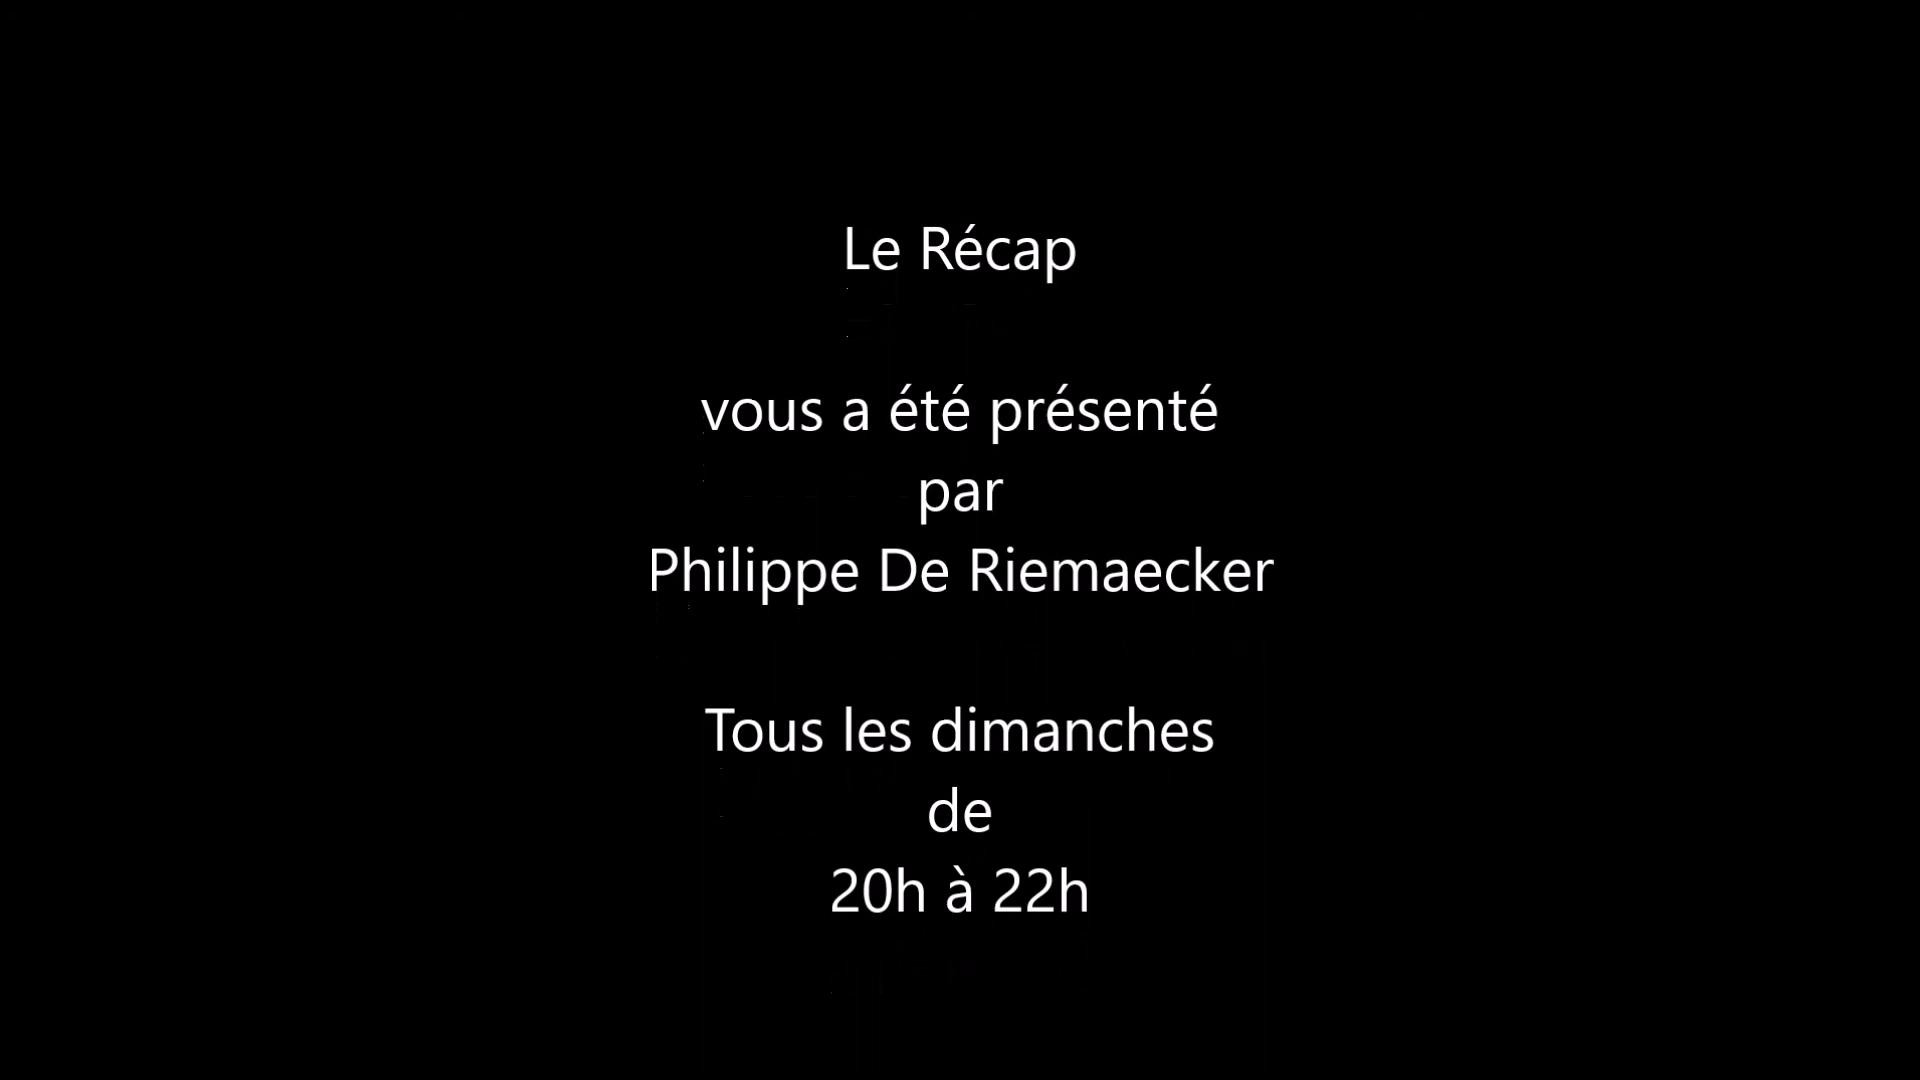 Le Récap
vous a été présenté
par
Philippe De Riemaecker
Tous les dimanches
de
20h à 22h